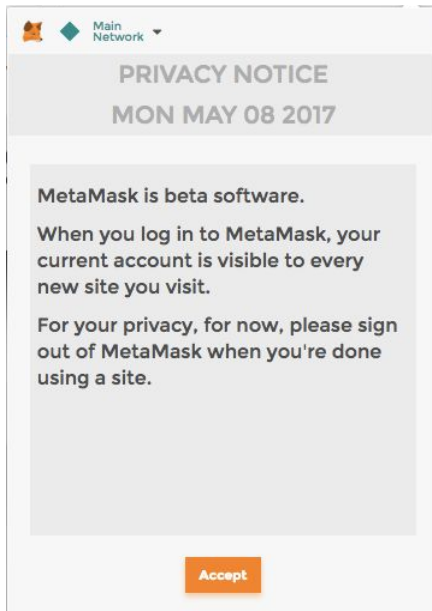 Main
Network
PRIVACY NOTICE
MON MAY 08 2017
MetaMask is beta software.
When you log in to MetaMask, your
current account is visible to every
new site you visit.
For your privacy, for now, please sign
out of MetaMask when you're done
using a site.
Accept